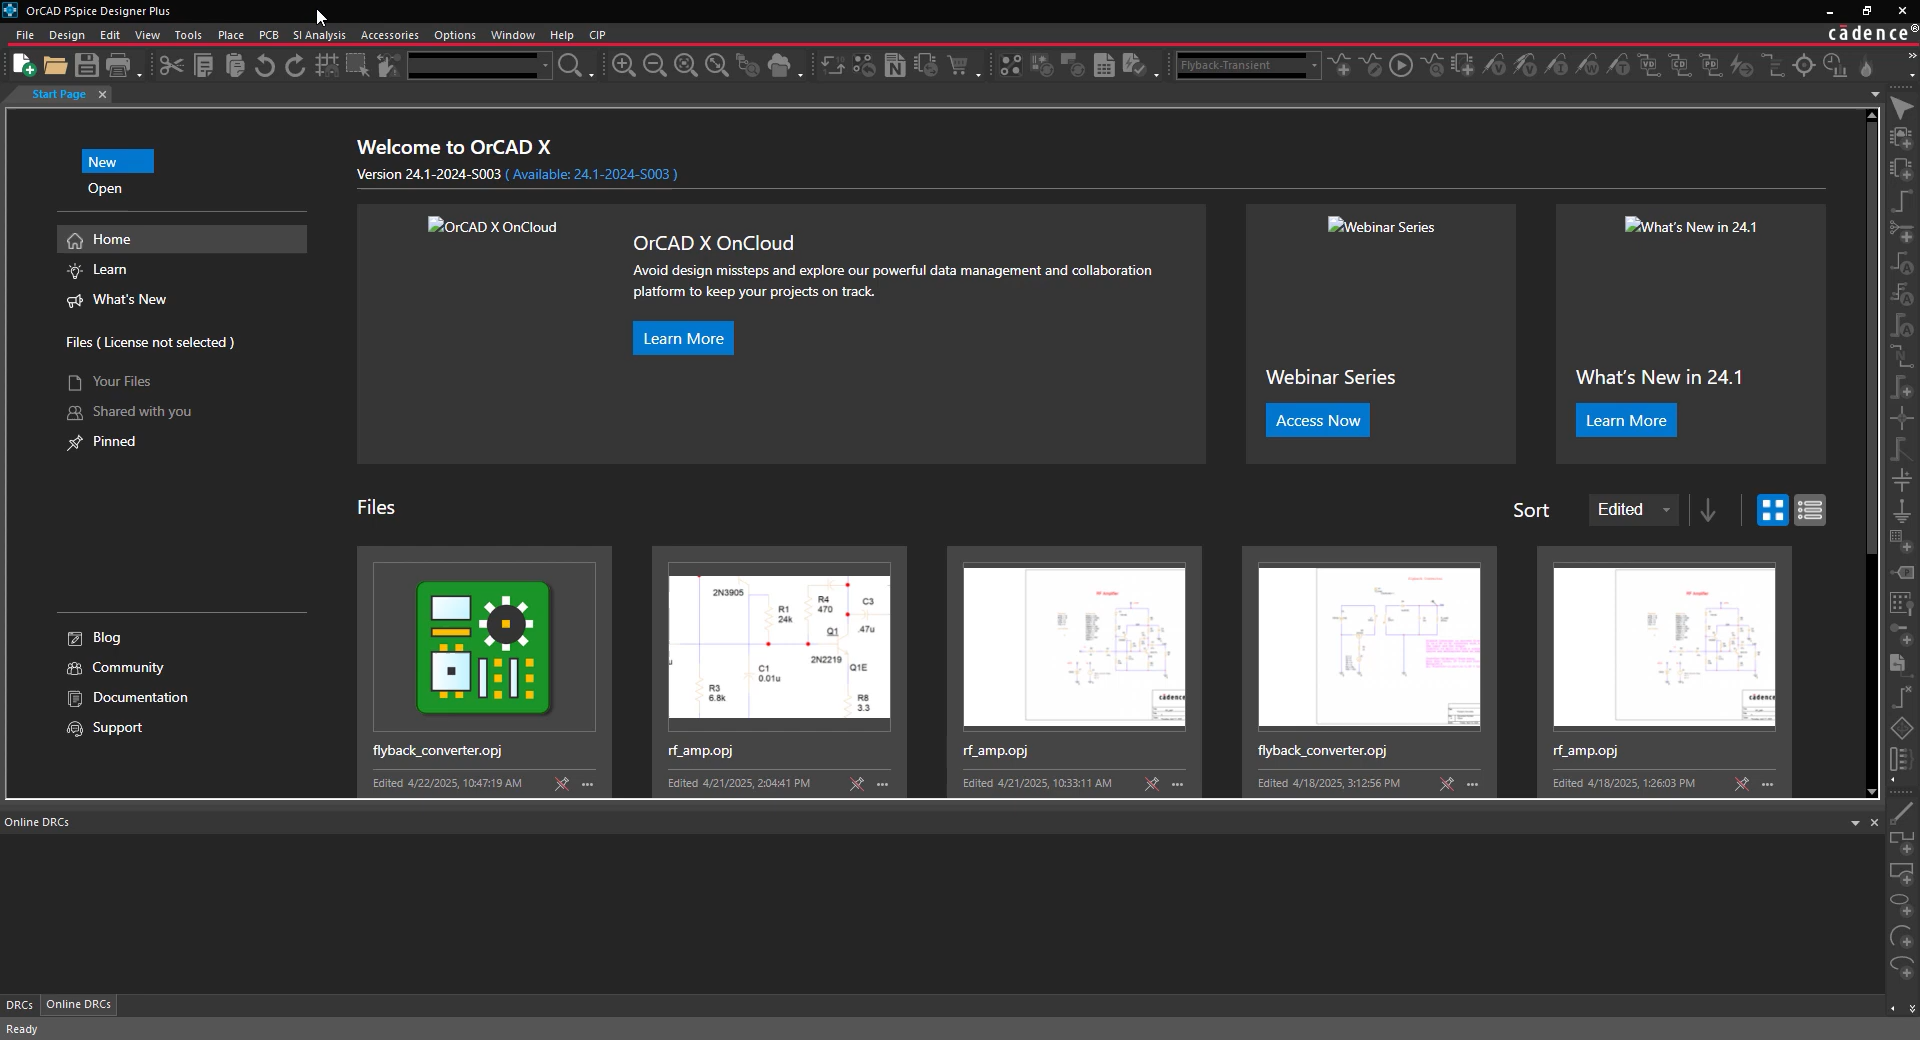 OrCAD PSpice Designer Plus
File Design Edit View Tools Place PCB SI Analysis Accessories Options Window Help CIP
cādence®
Flyback-Transient
Start Page
New
Open
Home
Learn
What's New
Files ( License not selected )
Your Files
Shared with you
Pinned
Blog
Community
Documentation
Support
Welcome to OrCAD X
Version 24.1-2024-S003 ( Available: 24.1-2024-S003 )
OrCAD X OnCloud
OrCAD X OnCloud
Avoid design missteps and explore our powerful data management and collaboration
platform to keep your projects on track.
Learn More
Webinar Series
Webinar Series
Access Now
What's New in 24.1
What's New in 24.1
Learn More
Files
Sort Edited
2N3905
R1
24k
R4
470
C3
.47u
Q1
2N2219
Q1E
C1
0.01u
R3
6.8k
R8
3.3
cādence
cādence
flyback_converter.opj
Edited 4/22/2025, 10:47:19 AM
rf_amp.opj
Edited 4/21/2025, 2:04:41 PM
rf_amp.opj
Edited 4/21/2025, 10:33:11 AM
flyback_converter.opj
Edited 4/18/2025, 3:12:56 PM
rf_amp.opj
Edited 4/18/2025, 1:26:03 PM
Online DRCs
DRCs Online DRCs
Ready